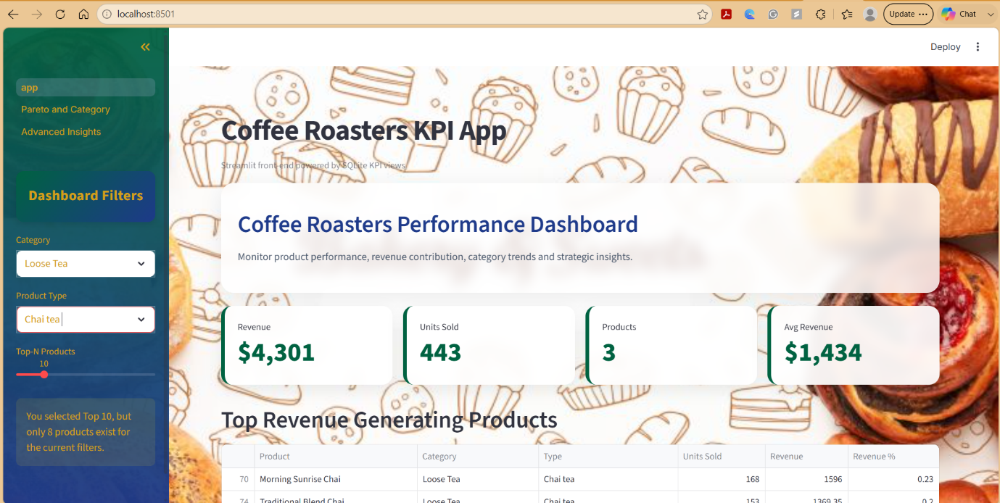 localhost:8501
Update
Chat
Deploy
app
Pareto and Category
Advanced Insights
Dashboard Filters
Category
Loose Tea
Product Type
Chai tea
Top-N Products
10
You selected Top 10, but
only 8 products exist for
the current filters.
Coffee Roasters KPI App
Streamlit front-end powered by SQLite KPI views
Coffee Roasters Performance Dashboard
Monitor product performance, revenue contribution, category trends and strategic insights.
Revenue
$4,301
Units Sold
443
Products
3
Avg Revenue
$1,434
Top Revenue Generating Products
Product Category Type Units Sold Revenue Revenue %
70 Morning Sunrise Chai Loose Tea Chai tea 168 1596 0.23
74 Traditional Blend Chai Loose Tea Chai tea 153 1369.35 0.2